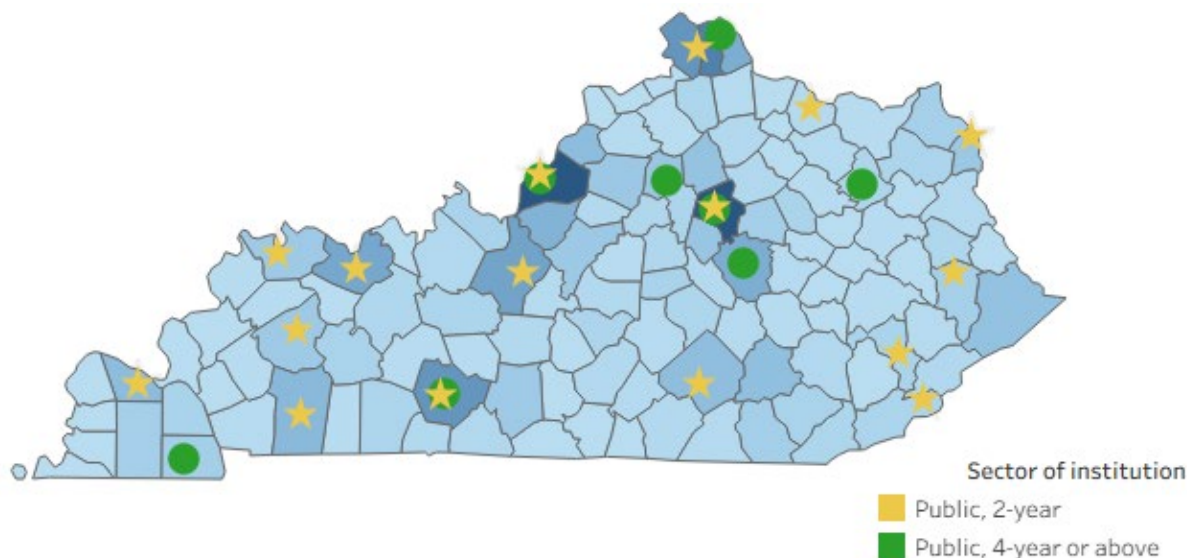 Sector of institution
Public, 2-year
Public, 4-year or above